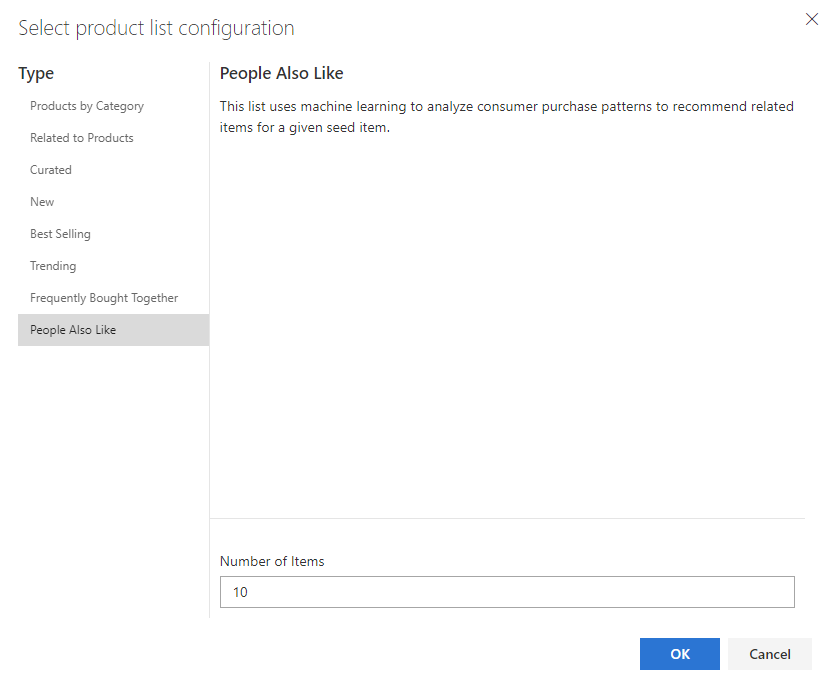 Select product list configuration
Type
Products by Category
Related to Products
Curated
New
Best Selling
Trending
Frequently Bought Together
People Also Like
People Also Like
This list uses machine learning to analyze consumer purchase patterns to recommend related
items for a given seed item.
Number of Items
10
OK
Cancel